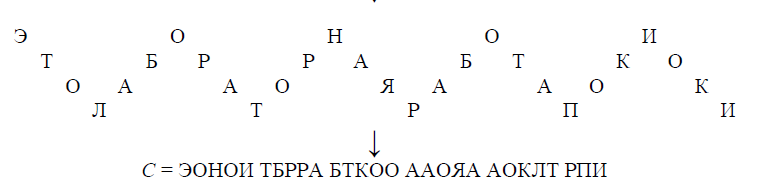 Э О Н О И
Т Б Р Р А Б Т К О
О А А О Я А А О К
Л Т Р П И
↓
C = ЭОНОИ ТБРРА БТКОО ААОЯА АОКЛТ РПИ